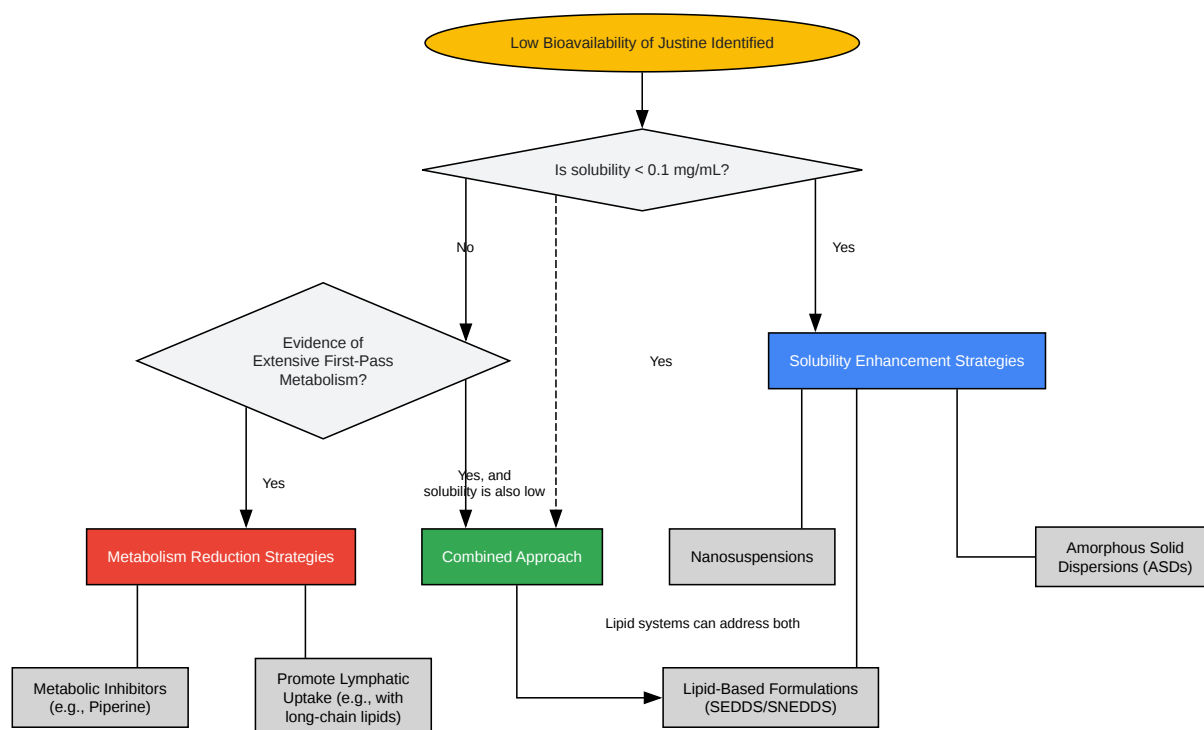 Low Bioavailability of Justine Identified
Is solubility < 0.1 mg/mL?
No
Yes
Evidence of
Extensive First-Pass
Metabolism?
Yes
Solubility Enhancement Strategies
Yes
Yes, and
solubility is also low
Metabolism Reduction Strategies
Combined Approach
Nanosuspensions
Amorphous Solid
Dispersions (ASDs)
Lipid systems can address both
Metabolic Inhibitors
(e.g., Piperine)
Promote Lymphatic
Uptake (e.g., with
long-chain lipids)
Lipid-Based Formulations
(SEDDS/SNEDDS)